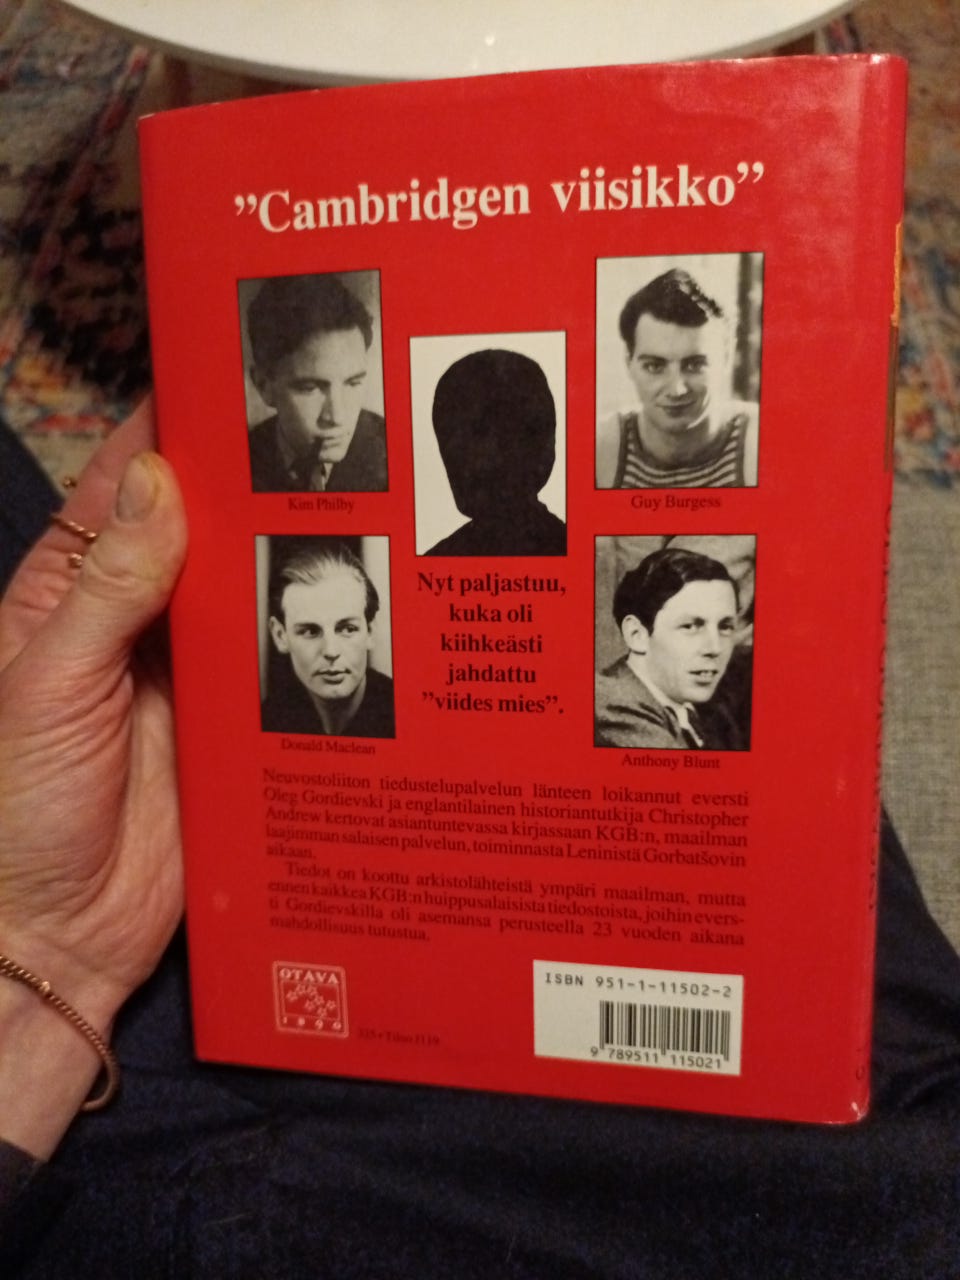 ”Cambridgen viisikko”
Kim Philby
Guy Burgess
Donald Maclean
Anthony Blunt
Nyt paljastuu,
kuka oli
kiihkeästi
jahdattu
”viides mies”.
Neuvostoliiton tiedustelupalvelun länteen loikannut eversti
Oleg Gordievski ja englantilainen historiantutkija Christopher
Andrew kertovat asiantuntevassa kirjassaan KGB:n, maailman
laajimman salaisen palvelun, toiminnasta Leninistä Gorbatšovin
aikaan.
Tiedot on koottu arkistolähteistä ympäri maailman, mutta
ennen kaikkea KGB:n huippusalaisista tiedostoista, joihin evers-
ti Gordievskilla oli asemansa perusteella 23 vuoden aikana
mahdollisuus tutustua.
OTAVA
1890
ISBN 951-1-11502-2
9 789511 115021